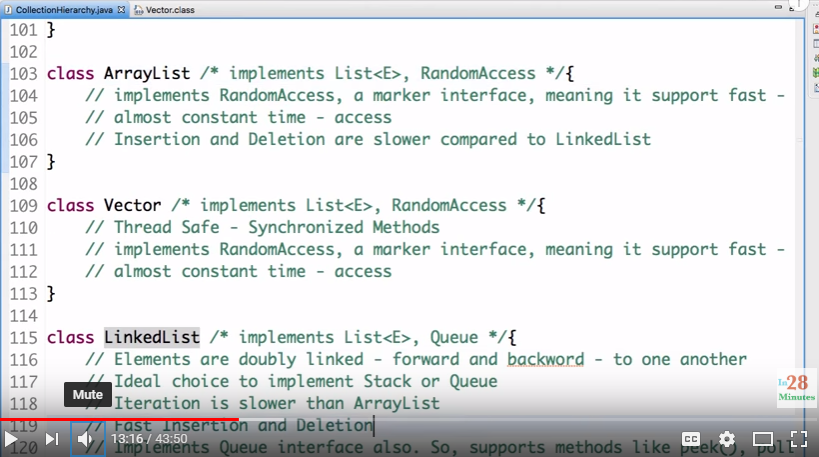 CollectionHierarchy.java Vector.class
101 }
102
103 class ArrayList /* implements List<E>, RandomAccess */{
104 // implements RandomAccess, a marker interface, meaning it support fast -
105 // almost constant time - access
106 // Insertion and Deletion are slower compared to LinkedList
107 }
108
109 class Vector /* implements List<E>, RandomAccess */{
110 // Thread Safe - Synchronized Methods
111 // implements RandomAccess, a marker interface, meaning it support fast -
112 // almost constant time - access
113 }
114
115 class LinkedList /* implements List<E>, Queue */{
116 // Elements are doubly linked - forward and backword - to one another
117 // Ideal choice to implement Stack or Queue
118 // Iteration is slower than ArrayList
119 // Fast Insertion and Deletion
120 // Implements Queue interface also. So, supports methods like peek(), poll
Mute
13:16 / 43:50
CC
In 28
Minutes